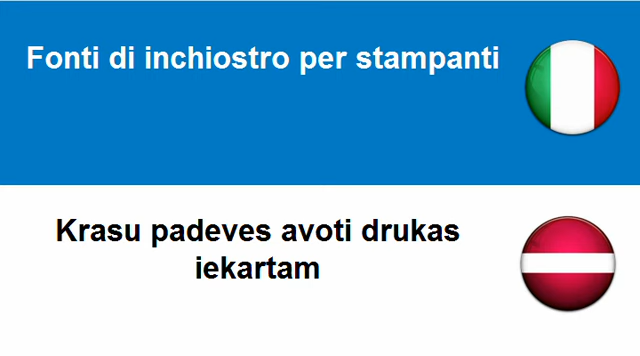 Fonti di inchiostro per stampanti
Krasu padeves avoti drukas
iekartam